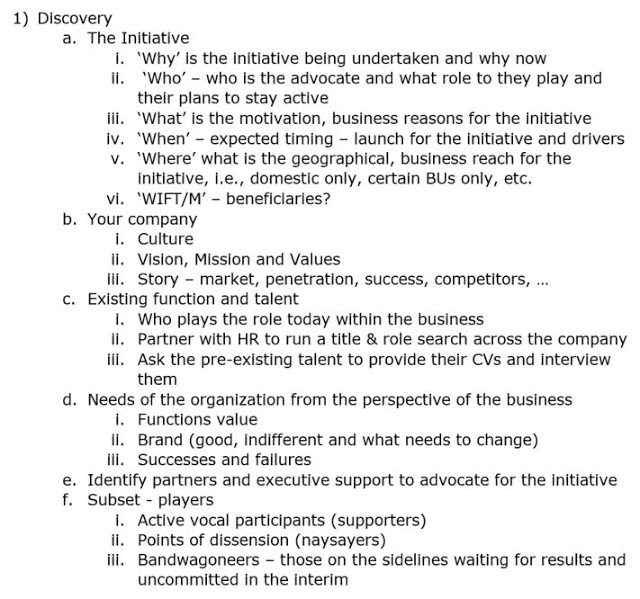 1) Discovery
a. The Initiative
i. ‘Why’ is the initiative being undertaken and why now
ii. ‘Who’ – who is the advocate and what role to they play and
their plans to stay active
iii. ‘What’ is the motivation, business reasons for the initiative
iv. ‘When’ – expected timing – launch for the initiative and drivers
v. ‘Where’ what is the geographical, business reach for the
initiative, i.e., domestic only, certain BUs only, etc.
vi. ‘WIFT/M’ – beneficiaries?
b. Your company
i. Culture
ii. Vision, Mission and Values
iii. Story – market, penetration, success, competitors, ...
c. Existing function and talent
i. Who plays the role today within the business
ii. Partner with HR to run a title & role search across the company
iii. Ask the pre-existing talent to provide their CVs and interview
them
d. Needs of the organization from the perspective of the business
i. Functions value
ii. Brand (good, indifferent and what needs to change)
iii. Successes and failures
e. Identify partners and executive support to advocate for the initiative
f. Subset - players
i. Active vocal participants (supporters)
ii. Points of dissension (naysayers)
iii. Bandwagoneers – those on the sidelines waiting for results and
uncommitted in the interim